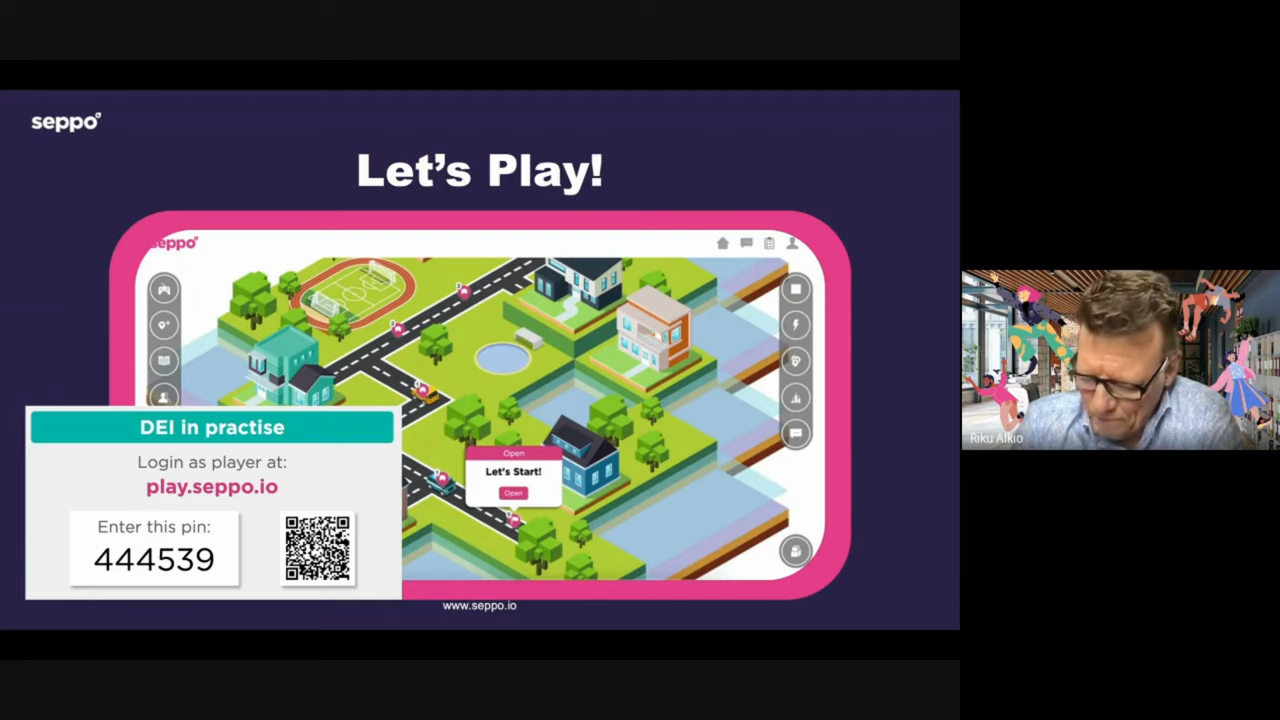 seppo
Let's Play!
seppo
DEI in practise
Login as player at:
play.seppo.io
Enter this pin:
444539
Open
Let's Start!
Open
www.seppo.io
Riku Alkio